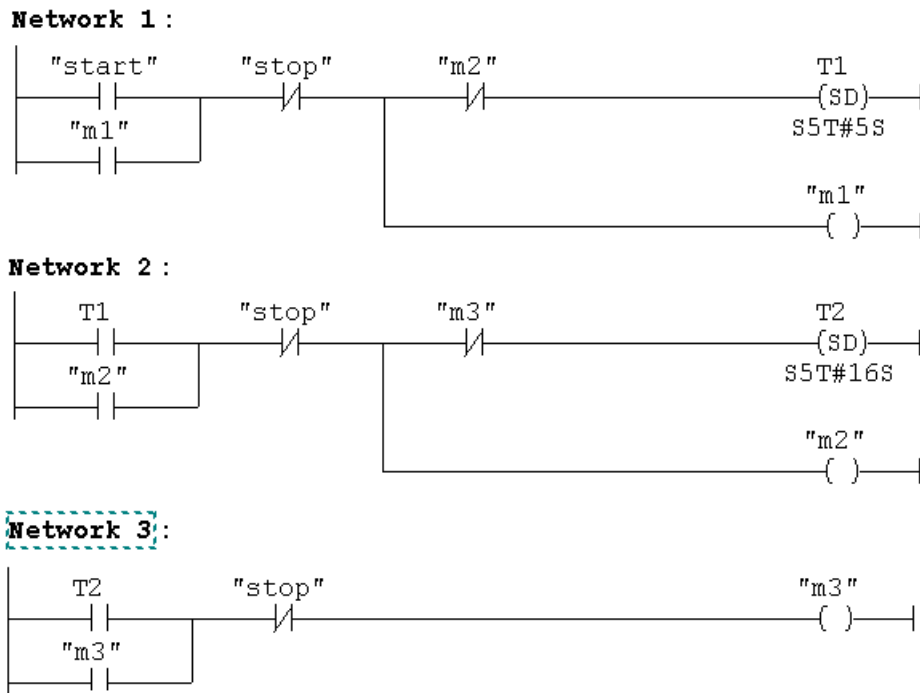 Network 1 :
"start" "stop" "m2" T1
(SD)
"m1" S5T#5S
"m1"
( )
Network 2 :
T1 "stop" "m3" T2
(SD)
"m2" S5T#16S
"m2"
( )
Network 3 :
T2 "stop" "m3"
( )
"m3"